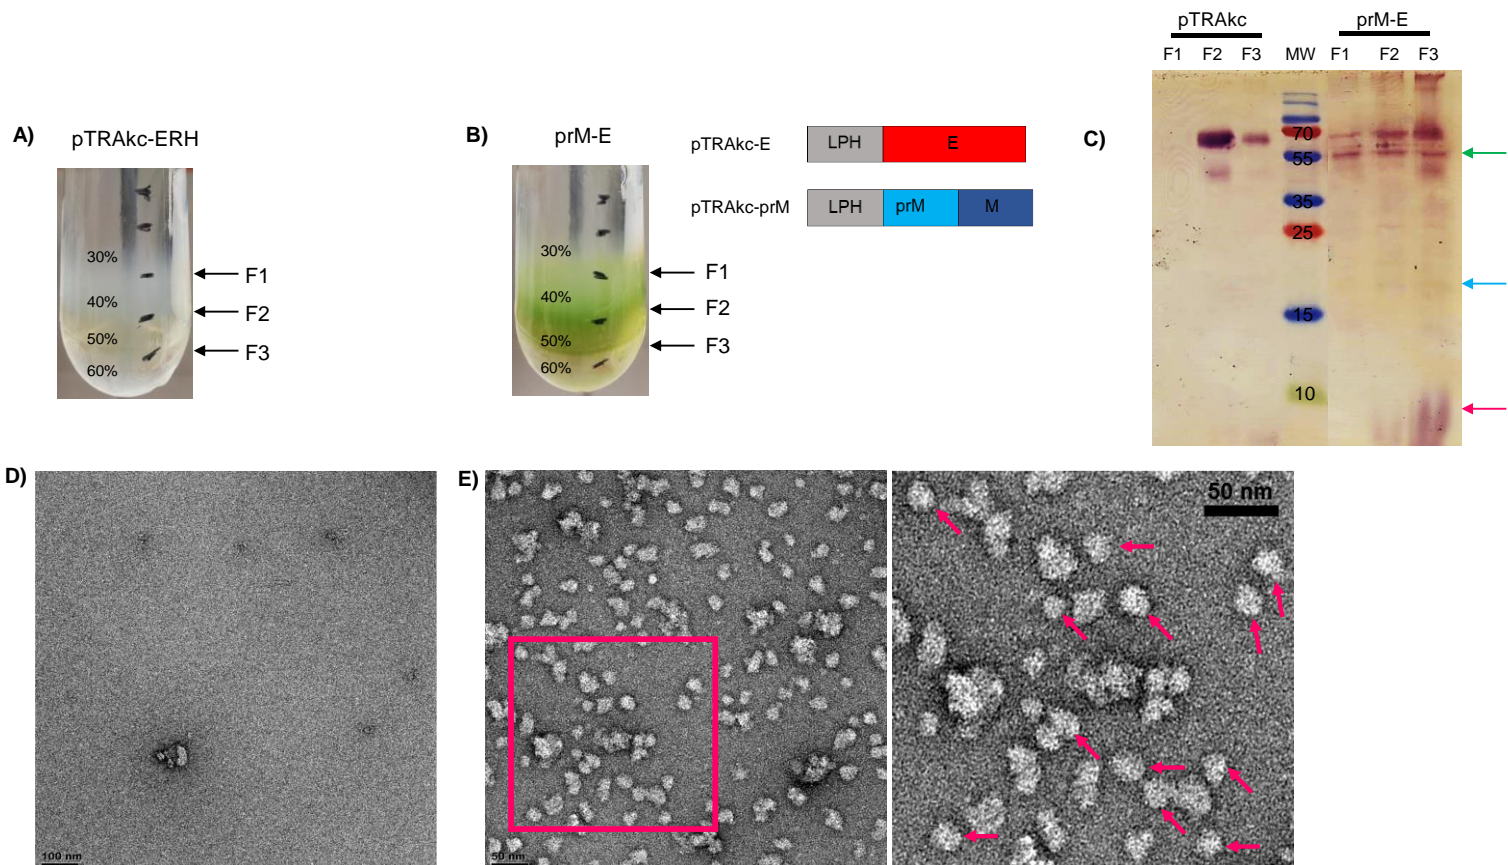 A)
pTRAkc-ERH
30%
40%
50%
60%
F1
F2
F3
B)
prM-E
30%
40%
50%
60%
F1
F2
F3
pTRAkc-E
LPH
E
pTRAkc-prM
LPH
prM
M
C)
pTRAkc
prM-E
F1 F2 F3 MW F1 F2 F3
70
55
35
25
15
10
D)
100 nm
E)
50 nm
50 nm